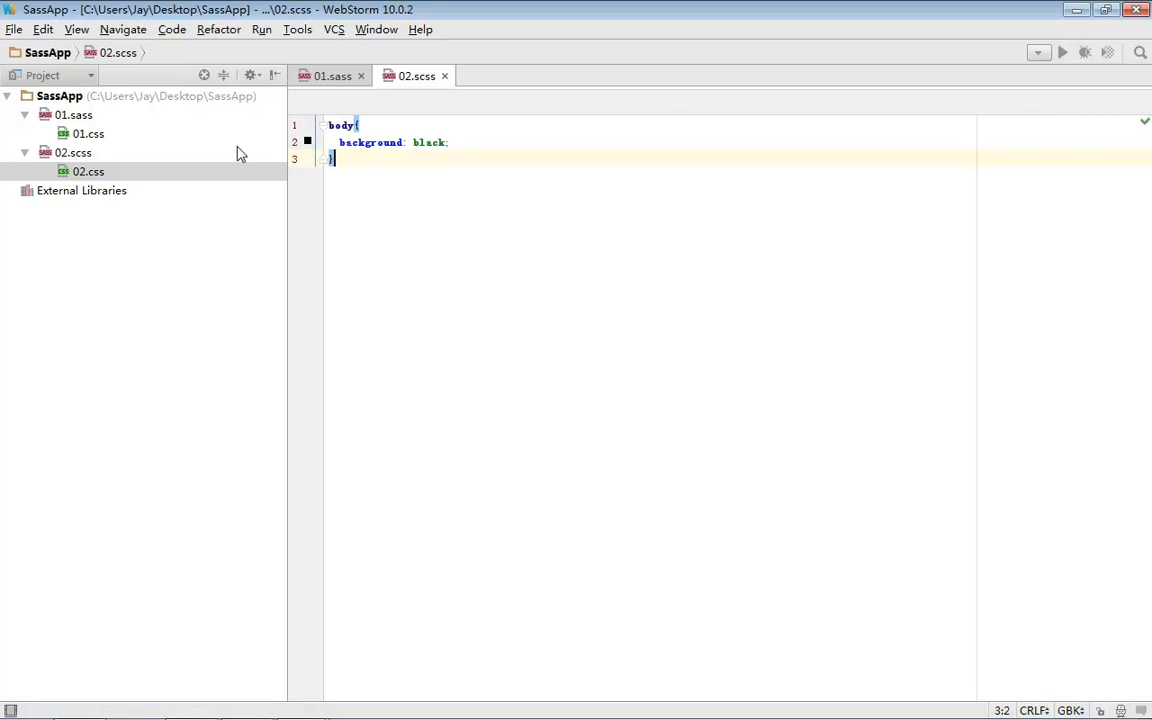 SassApp - [C:\Users\Jay\Desktop\SassApp] - ...\02.scss - WebStorm 10.0.2
File Edit View Navigate Code Refactor Run Tools VCS Window Help
SassApp 02.scss
Project 01.sass 02.scss
SassApp (C:\Users\Jay\Desktop\SassApp)
01.sass
01.css
02.scss
02.css
External Libraries
1 body{
2 background: black;
3 }
3:2 CRLF GBK